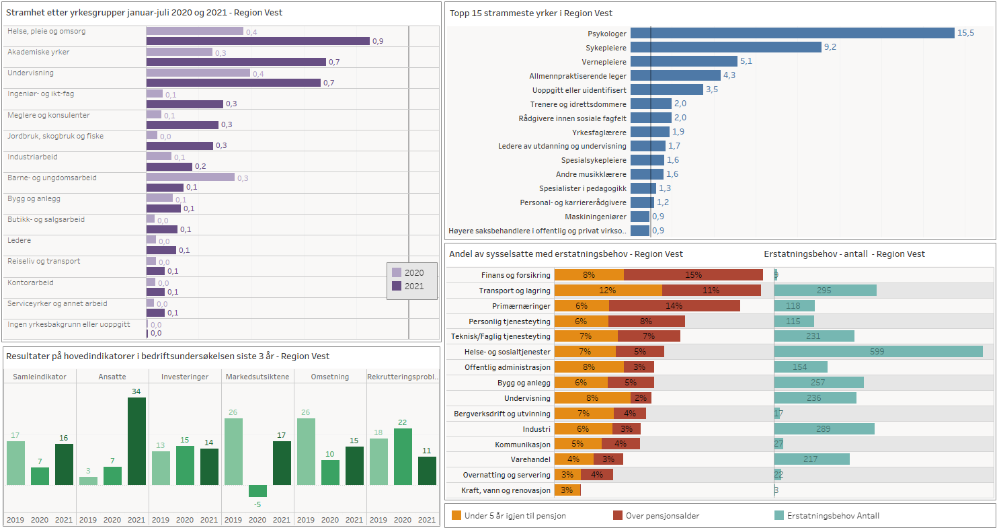 Stramhet etter yrkesgrupper januar-juli 2020 og 2021 - Region Vest
Helse, pleie og omsorg
0,4
0,9
Akademiske yrker
0,3
0,7
Undervisning
0,4
0,7
Ingeniør- og ikt-fag
0,1
0,3
Meglere og konsulenter
0,1
0,3
Jordbruk, skogbruk og fiske
0,0
0,3
Industriarbeid
0,1
0,2
Barne- og ungdomsarbeid
0,3
0,1
Bygg og anlegg
0,1
0,1
Butikk- og salgsarbeid
0,0
0,1
Ledere
0,0
0,1
Reiseliv og transport
0,0
0,1
Kontorarbeid
0,0
0,1
Serviceyrker og annet arbeid
0,0
0,1
Ingen yrkesbakgrunn eller uoppgitt
0,0
0,0
2020
2021
Topp 15 strammeste yrker i Region Vest
Psykologer 15,5
Sykepleiere 9,2
Vernepleiere 5,1
Allmennpraktiserende leger 4,3
Uoppgitt eller uidentifisert 3,5
Trenere og idrettsdommere 2,0
Rådgivere innen sosiale fagfelt 2,0
Yrkesfaglærere 1,9
Ledere av utdanning og undervisning 1,7
Spesialsykepleiere 1,6
Andre musikklærere 1,6
Spesialister i pedagogikk 1,3
Personal- og karriererådgivere 1,2
Maskiningeniører 0,9
Høyere saksbehandlere i offentlig og privat virkso.. 0,9
Resultater på hovedindikatorer i bedriftsundersøkelsen siste 3 år - Region Vest
Samleindikator Ansatte Investeringer Markedsutsiktene Omsetning Rekrutteringsprobl..
17 7 16 3 7 34 13 15 14 26 -5 17 26 10 15 18 22 11
2019 2020 2021 2019 2020 2021 2019 2020 2021 2019 2020 2021 2019 2020 2021 2019 2020 2021
Andel av sysselsatte med erstatningsbehov - Region Vest Erstatningsbehov - antall - Region Vest
Finans og forsikring 8% 15% 9
Transport og lagring 12% 11% 295
Primærnæringer 6% 14% 118
Personlig tjenesteyting 6% 8% 115
Teknisk/Faglig tjenesteyting 7% 7% 231
Helse- og sosialtjenester 7% 5% 599
Offentlig administrasjon 8% 3% 154
Bygg og anlegg 6% 5% 257
Undervisning 8% 2% 236
Bergverksdrift og utvinning 7% 4% 17
Industri 6% 3% 289
Kommunikasjon 5% 4% 27
Varehandel 4% 3% 217
Overnatting og servering 3% 4% 22
Kraft, vann og renovasjon 3% 3
Under 5 år igjen til pensjon Over pensjonsalder Erstatningsbehov Antall